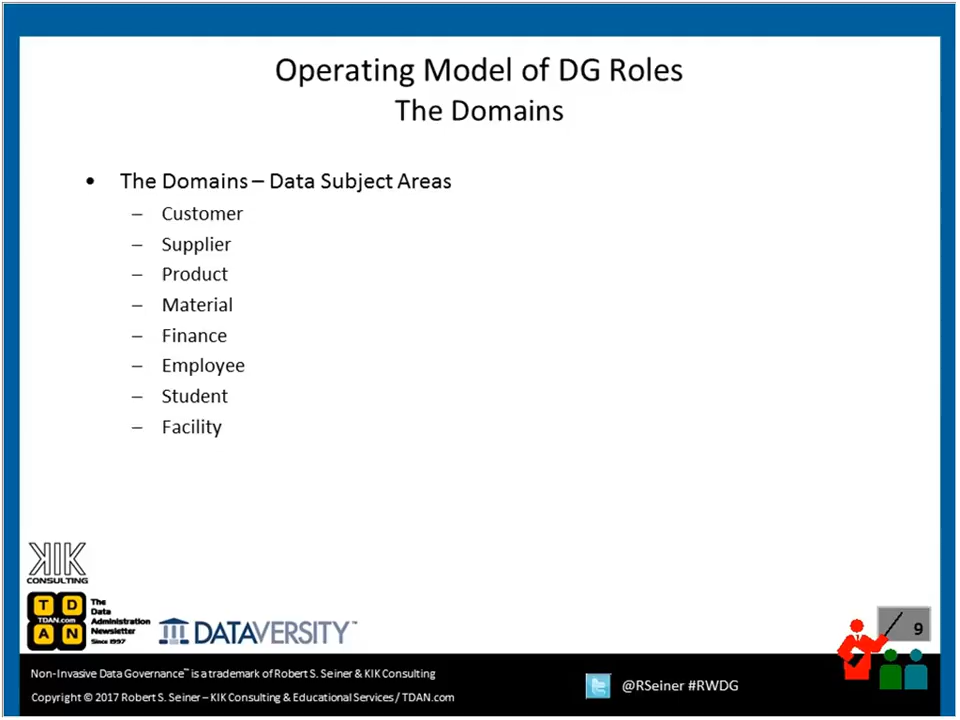 Operating Model of DG Roles
The Domains
• The Domains – Data Subject Areas
– Customer
– Supplier
– Product
– Material
– Finance
– Employee
– Student
– Facility
KIK
CONSULTING
T D
TDAN.com
A N
The
Data
Administration
Newsletter
Since 1997
DATAVERSITY™
9
Non-Invasive Data Governance™ is a trademark of Robert S. Seiner & KIK Consulting
Copyright © 2017 Robert S. Seiner – KIK Consulting & Educational Services / TDAN.com
@RSeiner #RWDG